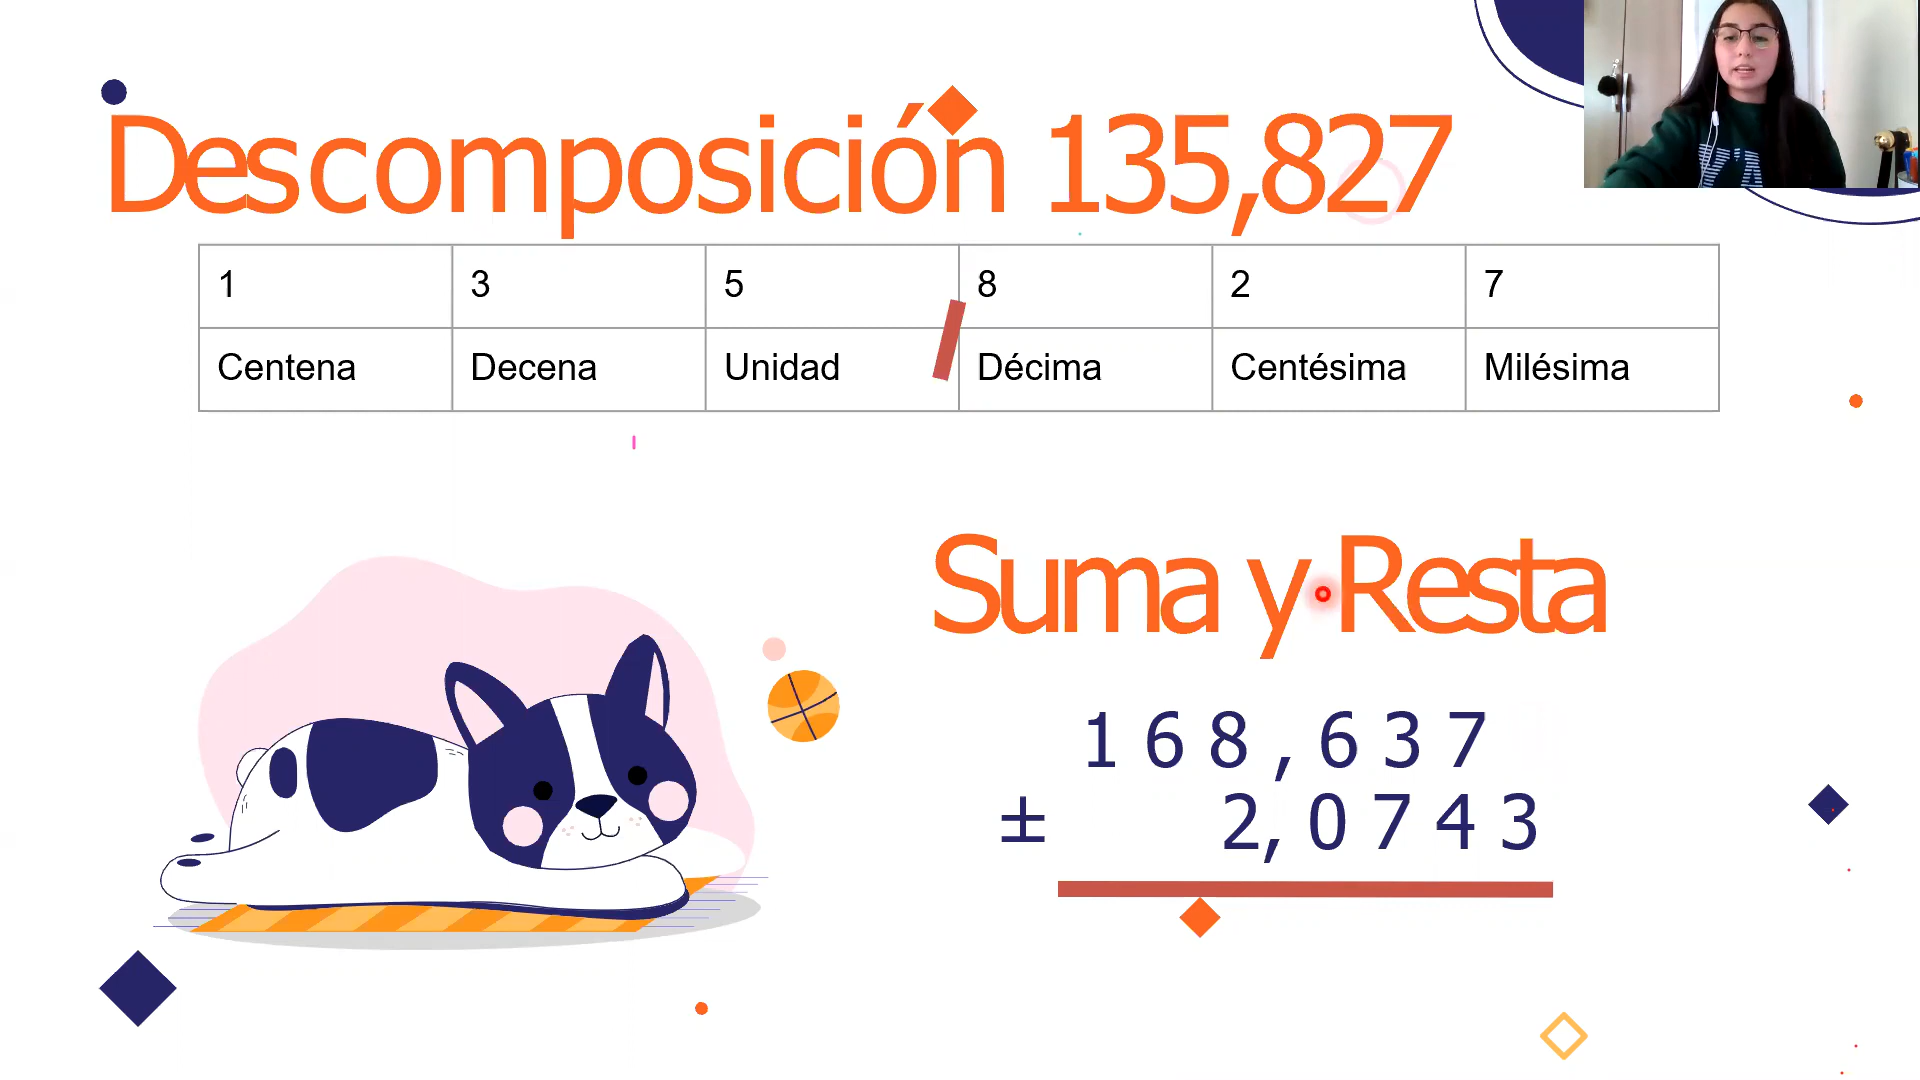 Descomposición 135,827
1 3 5 8 2 7
Centena Decena Unidad Décima Centésima Milésima
Suma y Resta
1 6 8 , 6 3 7
± 2, 0 7 4 3